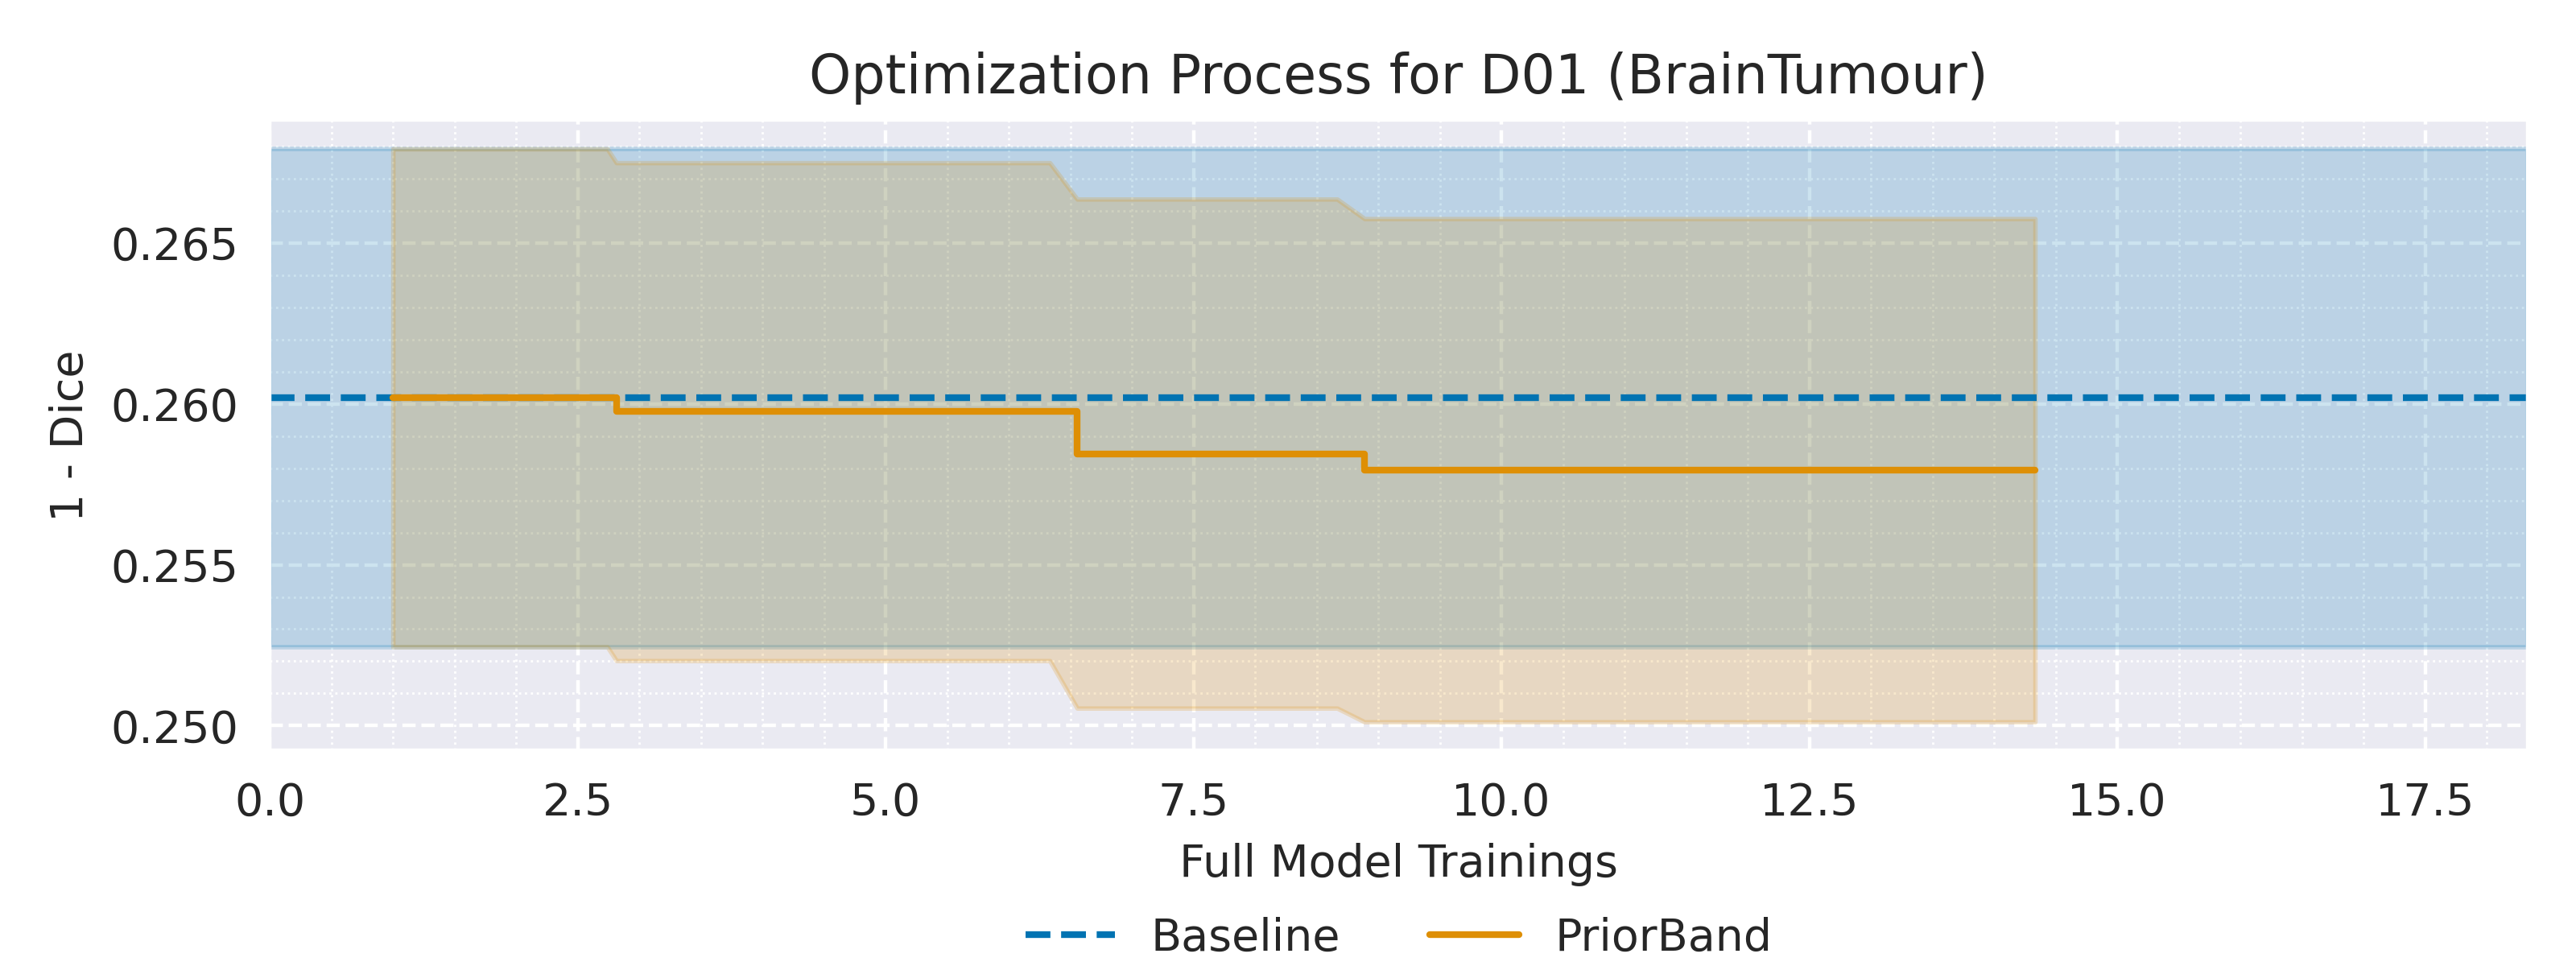 Optimization Process for D01 (BrainTumour)
1 - Dice
0.265
0.260
0.255
0.250
0.0 2.5 5.0 7.5 10.0 12.5 15.0 17.5
Full Model Trainings
Baseline PriorBand